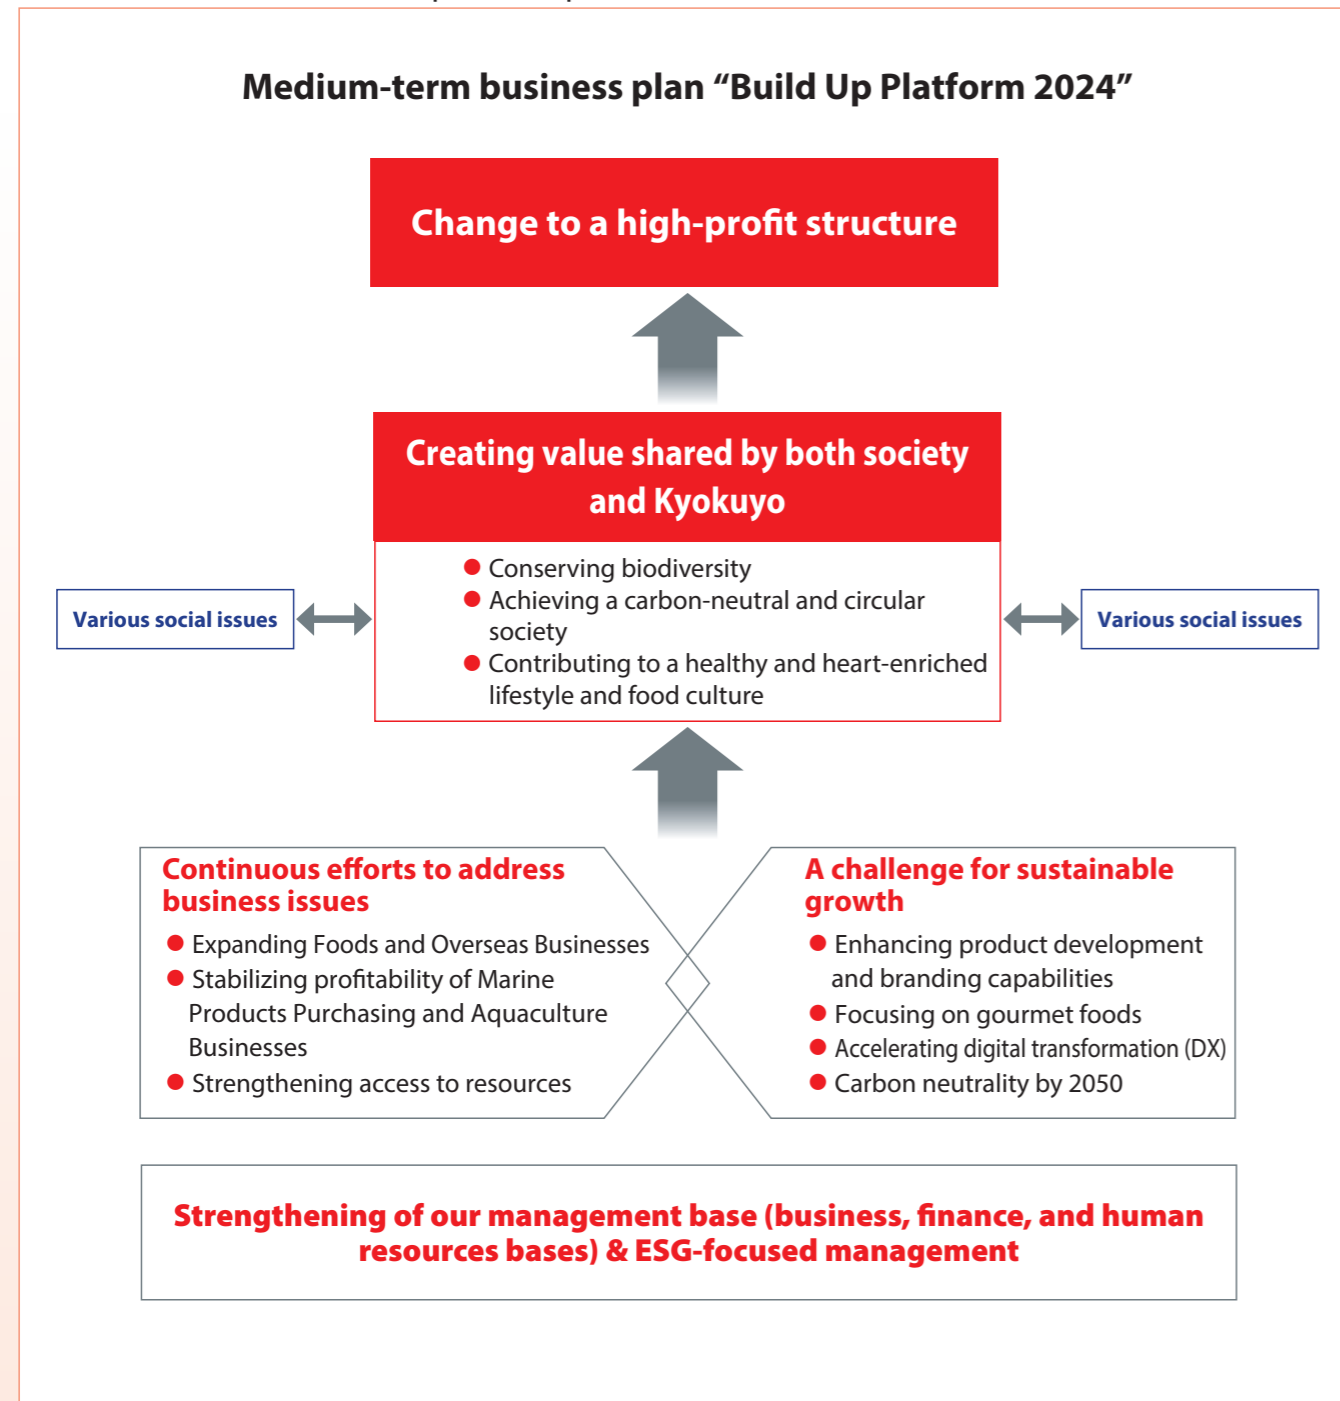 Medium-term business plan “Build Up Platform 2024”
Change to a high-profit structure
Creating value shared by both society
and Kyokuyo
● Conserving biodiversity
● Achieving a carbon-neutral and circular
society
● Contributing to a healthy and heart-enriched
lifestyle and food culture
Various social issues
Various social issues
Continuous efforts to address
business issues
● Expanding Foods and Overseas Businesses
● Stabilizing profitability of Marine
Products Purchasing and Aquaculture
Businesses
● Strengthening access to resources
A challenge for sustainable
growth
● Enhancing product development
and branding capabilities
● Focusing on gourmet foods
● Accelerating digital transformation (DX)
● Carbon neutrality by 2050
Strengthening of our management base (business, finance, and human
resources bases) & ESG-focused management